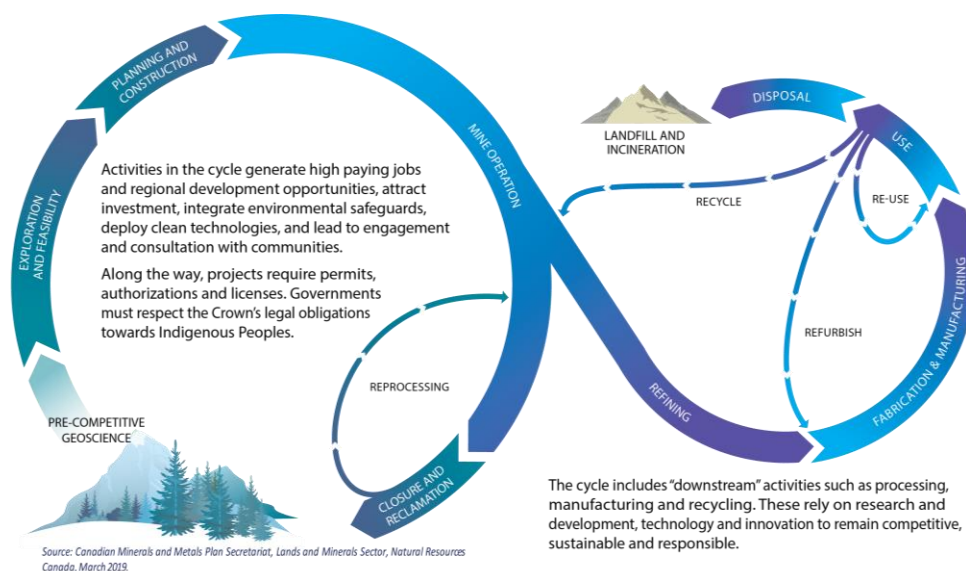 PLANNING AND
CONSTRUCTION
EXPLORATION
AND FEASIBILITY
PRE-COMPETITIVE
GEOSCIENCE
Activities in the cycle generate high paying jobs
and regional development opportunities, attract
investment, integrate environmental safeguards,
deploy clean technologies, and lead to engagement
and consultation with communities.
Along the way, projects require permits,
authorizations and licenses. Governments
must respect the Crown's legal obligations
towards Indigenous Peoples.
MINE OPERATION
REPROCESSING
CLOSURE AND
RECLAMATION
REFINING
FABRICATION & MANUFACTURING
USE
DISPOSAL
LANDFILL AND
INCINERATION
RECYCLE
RE-USE
REFURBISH
The cycle includes "downstream" activities such as processing,
manufacturing and recycling. These rely on research and
development, technology and innovation to remain competitive,
sustainable and responsible.
Source: Canadian Minerals and Metals Plan Secretariat, Lands and Minerals Sector, Natural Resources
Canada, March 2019.